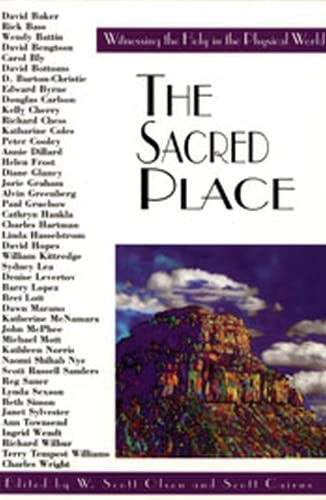 David Baker
Rick Bass
Wendy Battin
David Bengtson
Carol Bly
David Bottoms
D. Burton-Christie
Edward Byrne
Douglas Carlson
Kelly Cherry
Richard Chess
Katharine Coles
Peter Cooley
Annie Dillard
Helen Frost
Diane Glancy
Jorie Graham
Alvin Greenberg
Paul Gruchow
Cathryn Hankla
Charles Hartman
Linda Hasselstrom
David Hopes
William Kittredge
Sydney Lea
Denise Levertov
Barry Lopez
Bret Lott
Dawn Marano
Katherine McNamara
John McPhee
Michael Mott
Kathleen Norris
Naomi Shihab Nye
Scott Russell Sanders
Reg Saner
Lynda Sexson
Beth Simon
Janet Sylvester
Ann Townsend
Ingrid Wendt
Richard Wilbur
Terry Tempest Williams
Charles Wright
Witnessing the Holy in the Physical World
THE
SACRED
PLACE
Edited by W. Scott Olsen and Scott Cairns